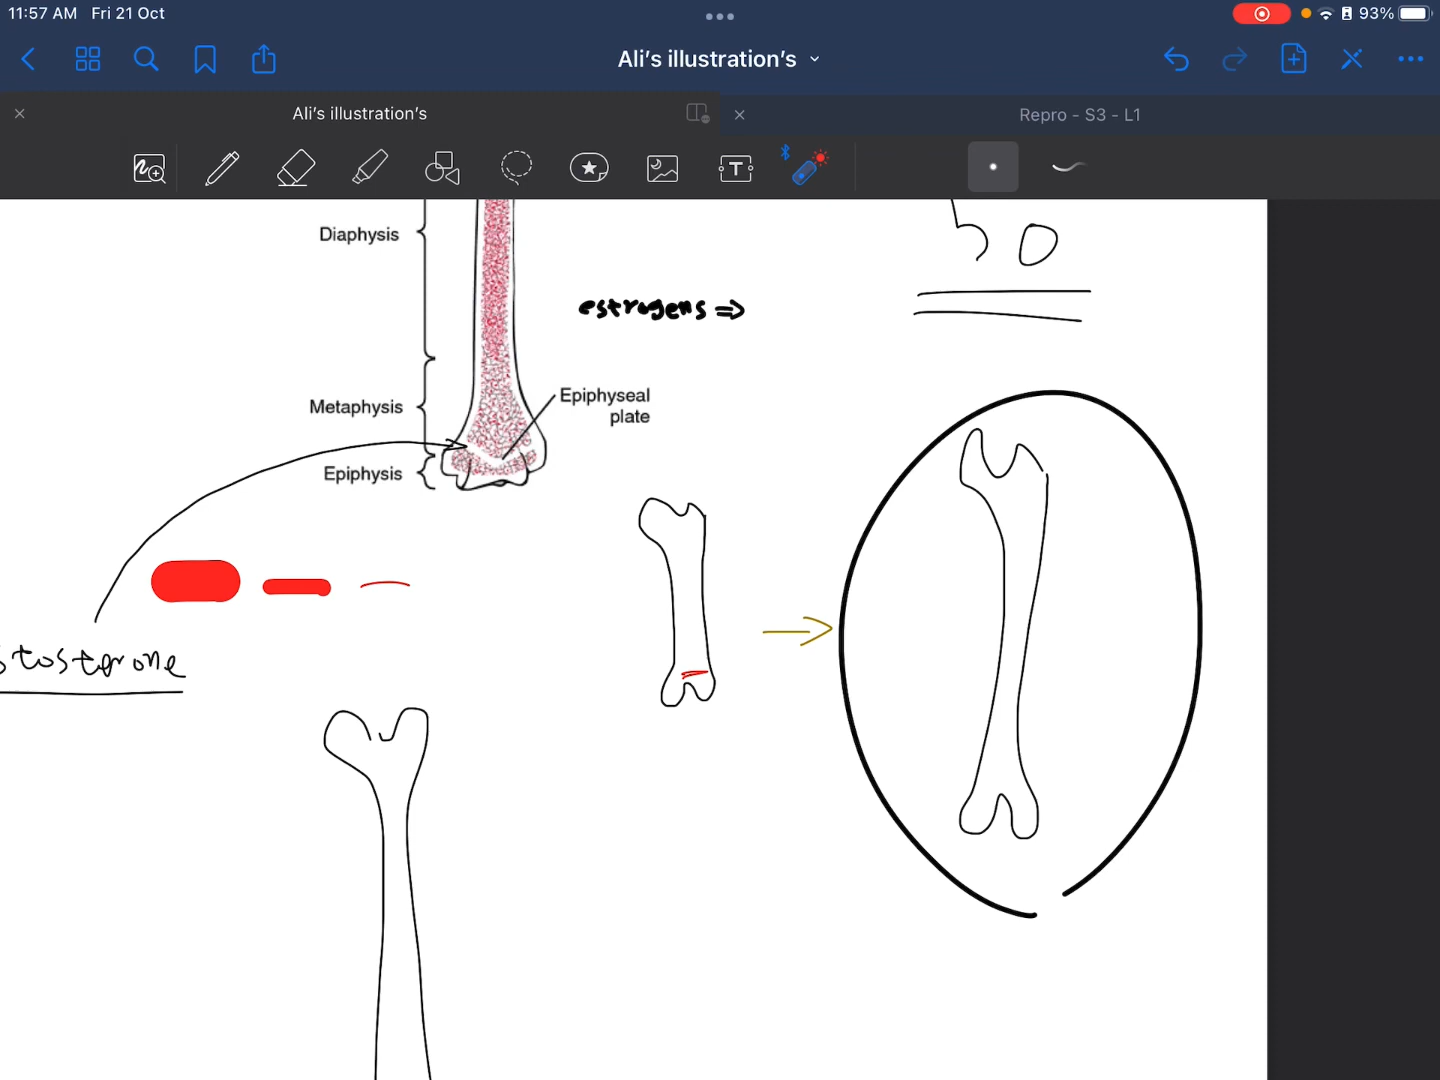 11:57 AM Fri 21 Oct
93%
Ali's illustration's
Ali's illustration's
Repro - S3 - L1
T
Diaphysis
50
estrogens ⇒
Epiphyseal
plate
Metaphysis
Epiphysis
stosterone